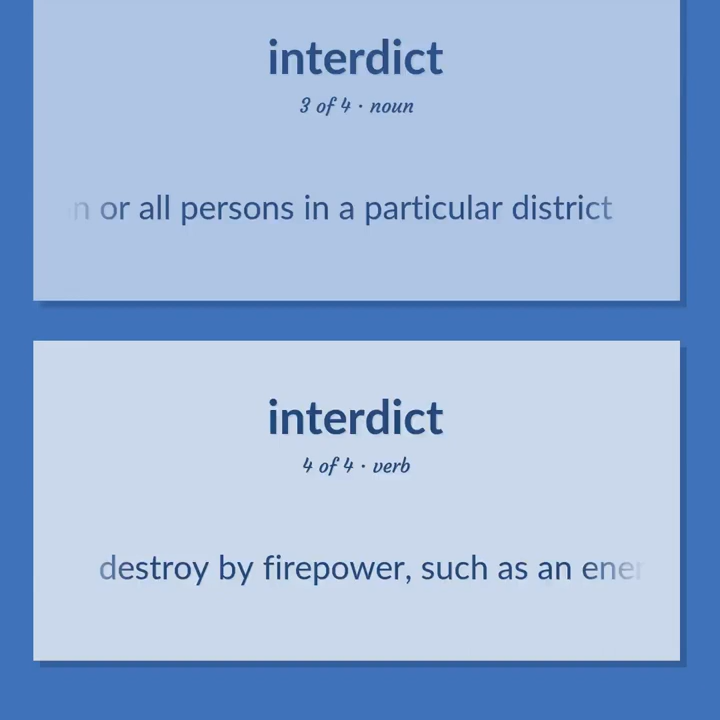 interdict
3 of 4 · noun
or all persons in a particular district
interdict
4 of 4 · verb
destroy by firepower, such as an